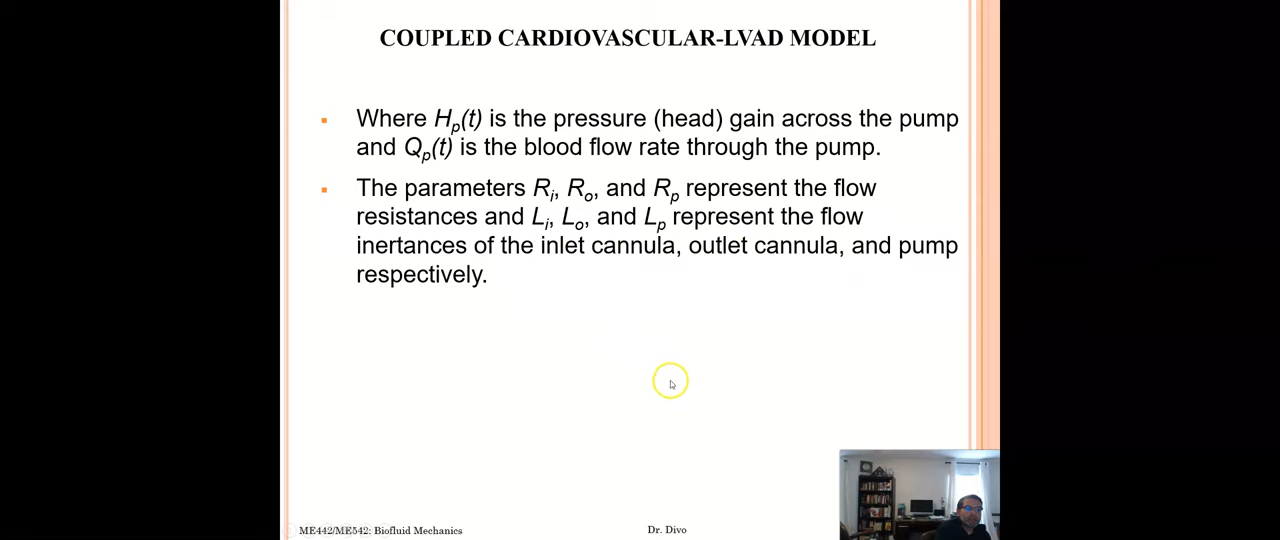 COUPLED CARDIOVASCULAR-LVAD MODEL
Where Hp(t) is the pressure (head) gain across the pump
and Qp(t) is the blood flow rate through the pump.
The parameters Ri, Ro, and Rp represent the flow
resistances and Li, Lo, and Lp represent the flow
inertances of the inlet cannula, outlet cannula, and pump
respectively.
ME442/ME542: Biofluid Mechanics
Dr. Divo